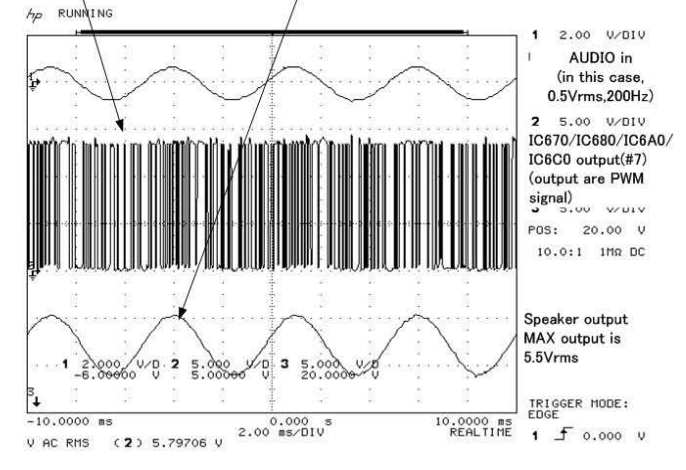 hp RUNNING
1 2.00 V/DIV
AUDIO in
(in this case,
0.5Vrms,200Hz)
2 5.00 V/DIV
IC670/IC680/IC6A0/
IC6C0 output(#7)
(output are PWM
signal)
3 5.00 V/DIV
POS: 20.00 V
10.0:1 1MΩ DC
Speaker output
MAX output is
5.5Vrms
1 2.000 V/D 2 5.000 V/D 3 5.000 V/D
-6.00000 V 5.00000 V 20.0000 V
TRIGGER MODE:
EDGE
-10.0000 ms 0.000 s 10.0000 ms
2.00 ms/DIV REALTIME
1 0.000 V
V AC RMS (2) 5.79706 V